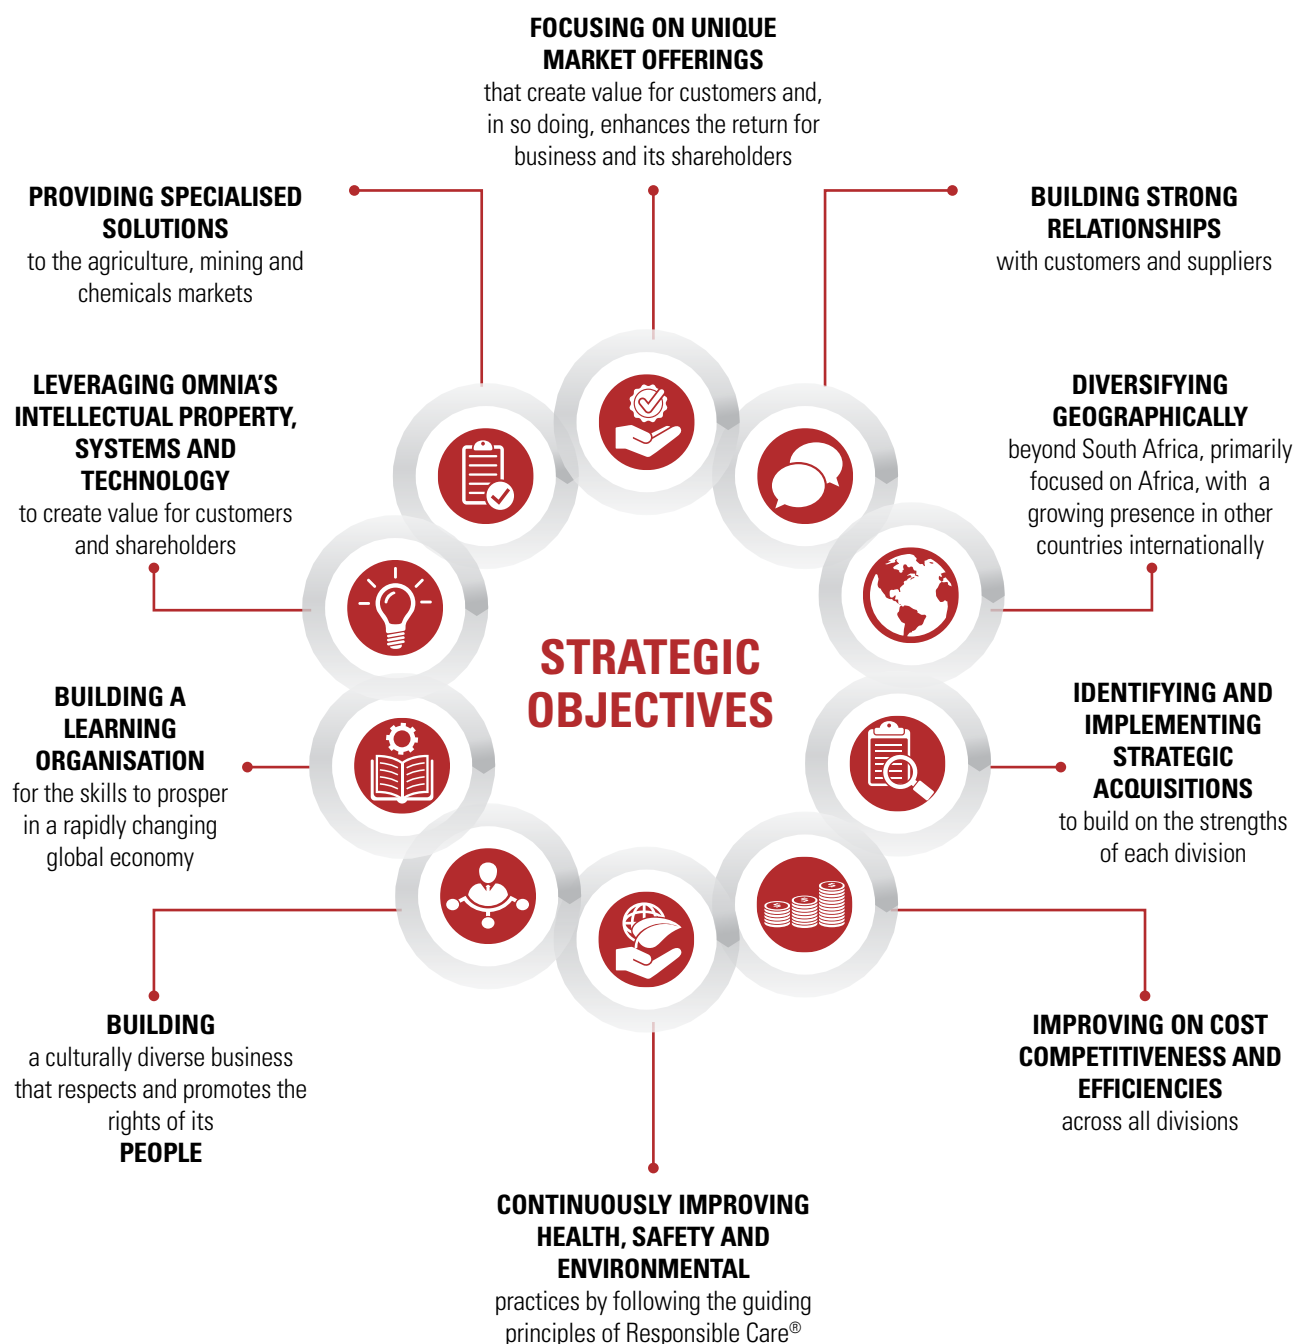 FOCUSING ON UNIQUE
MARKET OFFERINGS
that create value for customers and,
in so doing, enhances the return for
business and its shareholders
BUILDING STRONG
RELATIONSHIPS
with customers and suppliers
DIVERSIFYING
GEOGRAPHICALLY
beyond South Africa, primarily
focused on Africa, with a
growing presence in other
countries internationally
IDENTIFYING AND
IMPLEMENTING
STRATEGIC
ACQUISITIONS
to build on the strengths
of each division
IMPROVING ON COST
COMPETITIVENESS AND
EFFICIENCIES
across all divisions
CONTINUOUSLY IMPROVING
HEALTH, SAFETY AND
ENVIRONMENTAL
practices by following the guiding
principles of Responsible Care®
BUILDING
a culturally diverse business
that respects and promotes the
rights of its
PEOPLE
BUILDING A
LEARNING
ORGANISATION
for the skills to prosper
in a rapidly changing
global economy
LEVERAGING OMNIA'S
INTELLECTUAL PROPERTY,
SYSTEMS AND
TECHNOLOGY
to create value for customers
and shareholders
PROVIDING SPECIALISED
SOLUTIONS
to the agriculture, mining and
chemicals markets
STRATEGIC
OBJECTIVES